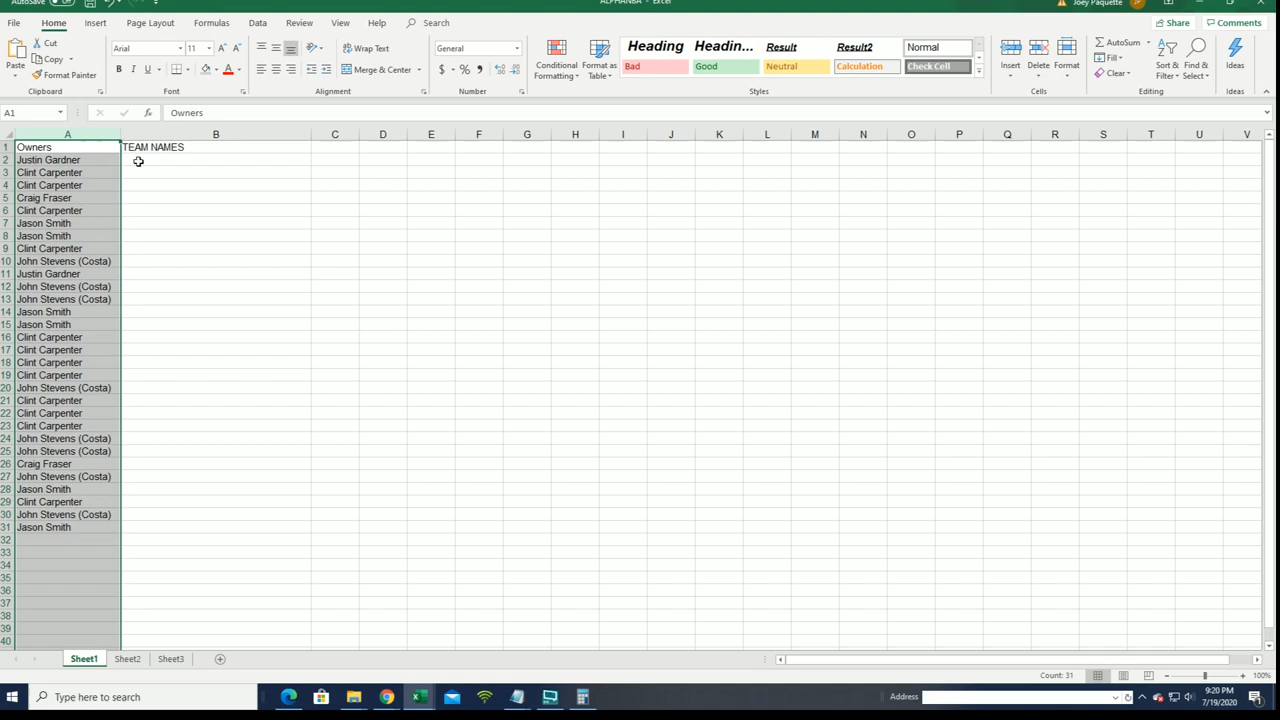 AutoSave Off ALPHANBA - Excel Joey Paquette JP
File Home Insert Page Layout Formulas Data Review View Help Search Share Comments
Paste Cut Copy Format Painter Clipboard
Arial 11 A A B I U A Font
Wrap Text Merge & Center Alignment
General $ % , Number
Conditional Formatting Format as Table
Heading Headin... Result Result2 Normal
Bad Good Neutral Calculation Check Cell
Styles
Insert Delete Format Cells
AutoSum Fill Clear Sort & Filter Find & Select Editing
Ideas Ideas
A1 fx Owners
A B C D E F G H I J K L M N O P Q R S T U V
1 Owners TEAM NAMES
2 Justin Gardner
3 Clint Carpenter
4 Clint Carpenter
5 Craig Fraser
6 Clint Carpenter
7 Jason Smith
8 Jason Smith
9 Clint Carpenter
10 John Stevens (Costa)
11 Justin Gardner
12 John Stevens (Costa)
13 John Stevens (Costa)
14 Jason Smith
15 Jason Smith
16 Clint Carpenter
17 Clint Carpenter
18 Clint Carpenter
19 Clint Carpenter
20 John Stevens (Costa)
21 Clint Carpenter
22 Clint Carpenter
23 Clint Carpenter
24 John Stevens (Costa)
25 John Stevens (Costa)
26 Craig Fraser
27 John Stevens (Costa)
28 Jason Smith
29 Clint Carpenter
30 John Stevens (Costa)
31 Jason Smith
32
33
34
35
36
37
38
39
40
Sheet1 Sheet2 Sheet3
Count: 31 100%
Type here to search Address 9:20 PM
7/19/2020